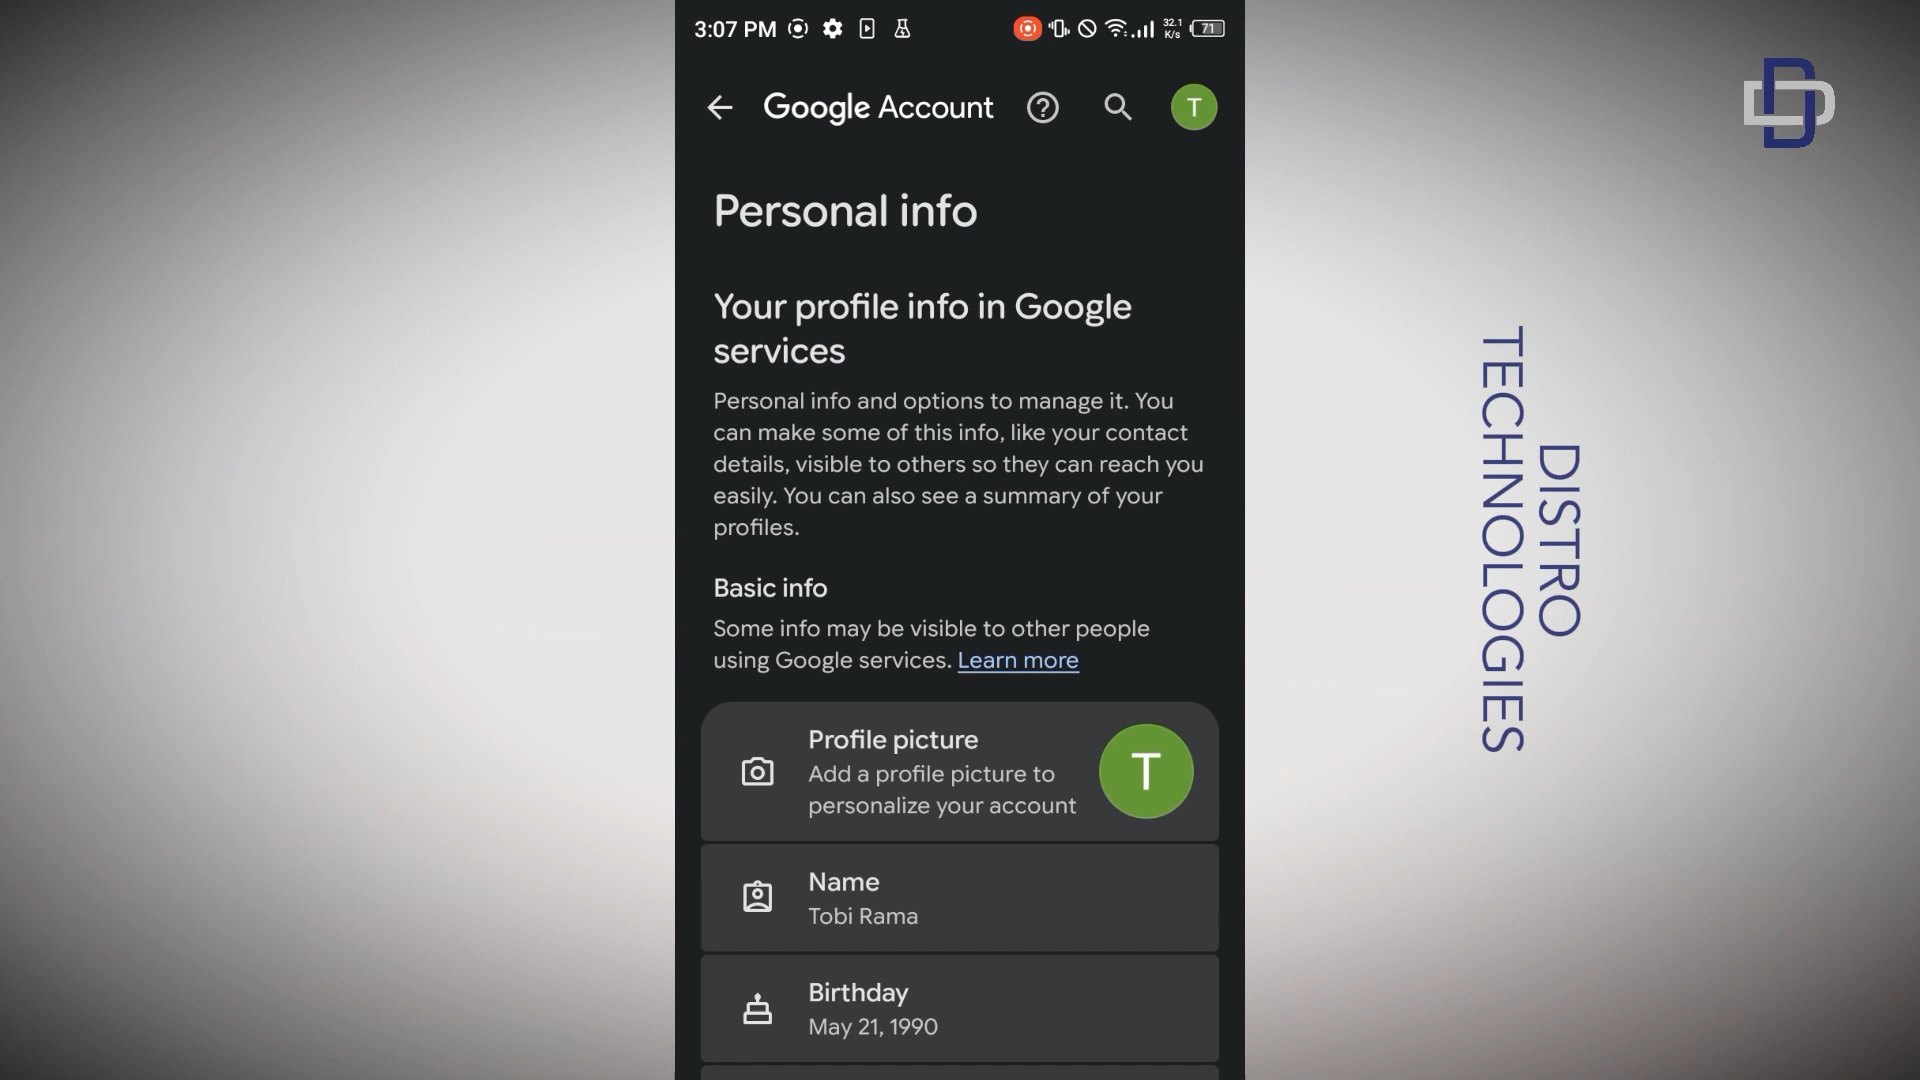 3:07 PM
32.1
K/s
71
Google Account
T
Personal info
Your profile info in Google
services
Personal info and options to manage it. You
can make some of this info, like your contact
details, visible to others so they can reach you
easily. You can also see a summary of your
profiles.
Basic info
Some info may be visible to other people
using Google services. Learn more
Profile picture
Add a profile picture to
personalize your account
T
Name
Tobi Rama
Birthday
May 21, 1990
DISTRO
TECHNOLOGIES